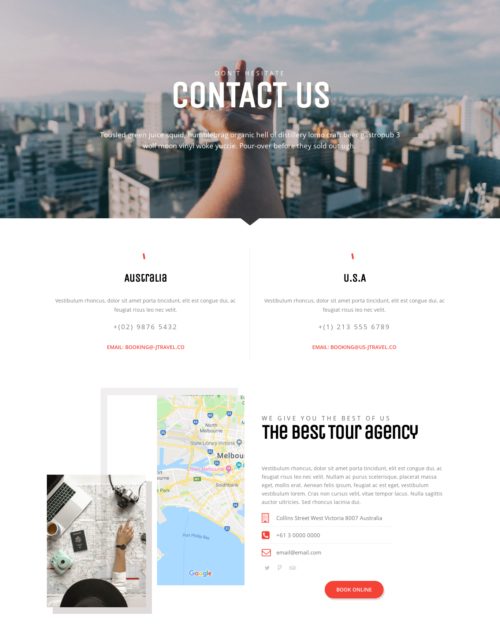 DON'T HESITATE
CONTACT US
Tousled green juice squid, humblebrag organic hell of distillery lomo craft beer gastropub 3
wolf moon vinyl woke yuccie. Pour-over before they sold out ugh.
Australia
Vestibulum rhoncus, dolor sit amet porta tincidunt, elit est congue dui, ac
feugiat risus leo nec velit.
+(02) 9876 5432
EMAIL: BOOKING@-JTRAVEL.CO
U.S.A
Vestibulum rhoncus, dolor sit amet porta tincidunt, elit est congue dui, ac
feugiat risus leo nec velit.
+(1) 213 555 6789
EMAIL: BOOKING@US-JTRAVEL.CO
North
Melbourne
State Library Victoria
Melbou
Southbank
Port Phillip Bay
Google
WE GIVE YOU THE BEST OF US
The Best Tour agency
Vestibulum rhoncus, dolor sit amet porta tincidunt, elit est congue dui, ac feugiat
risus leo nec velit. Nullam ac purus scelerisque, aliquam est, placerat massa
eget, mollis erat. Aenean felis ipsum, feugiat ac est eget, vestibulum
vestibulum lorem. Cras non cursus velit, vitae tempor lacus. Nulla sagittis
auctor ultricies. Sed rhoncus lacinia dui.
Collins Street West Victoria 8007 Australia
+61 3 0000 0000
email@email.com
BOOK ONLINE